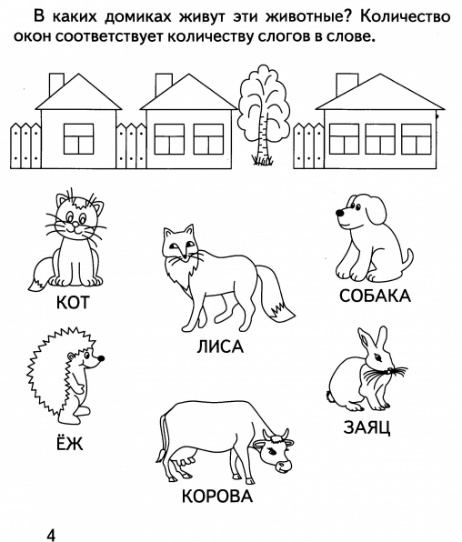 В каких домиках живут эти животные? Количество
окон соответствует количеству слогов в слове.
КОТ
ЛИСА
СОБАКА
ЁЖ
КОРОВА
ЗАЯЦ
4